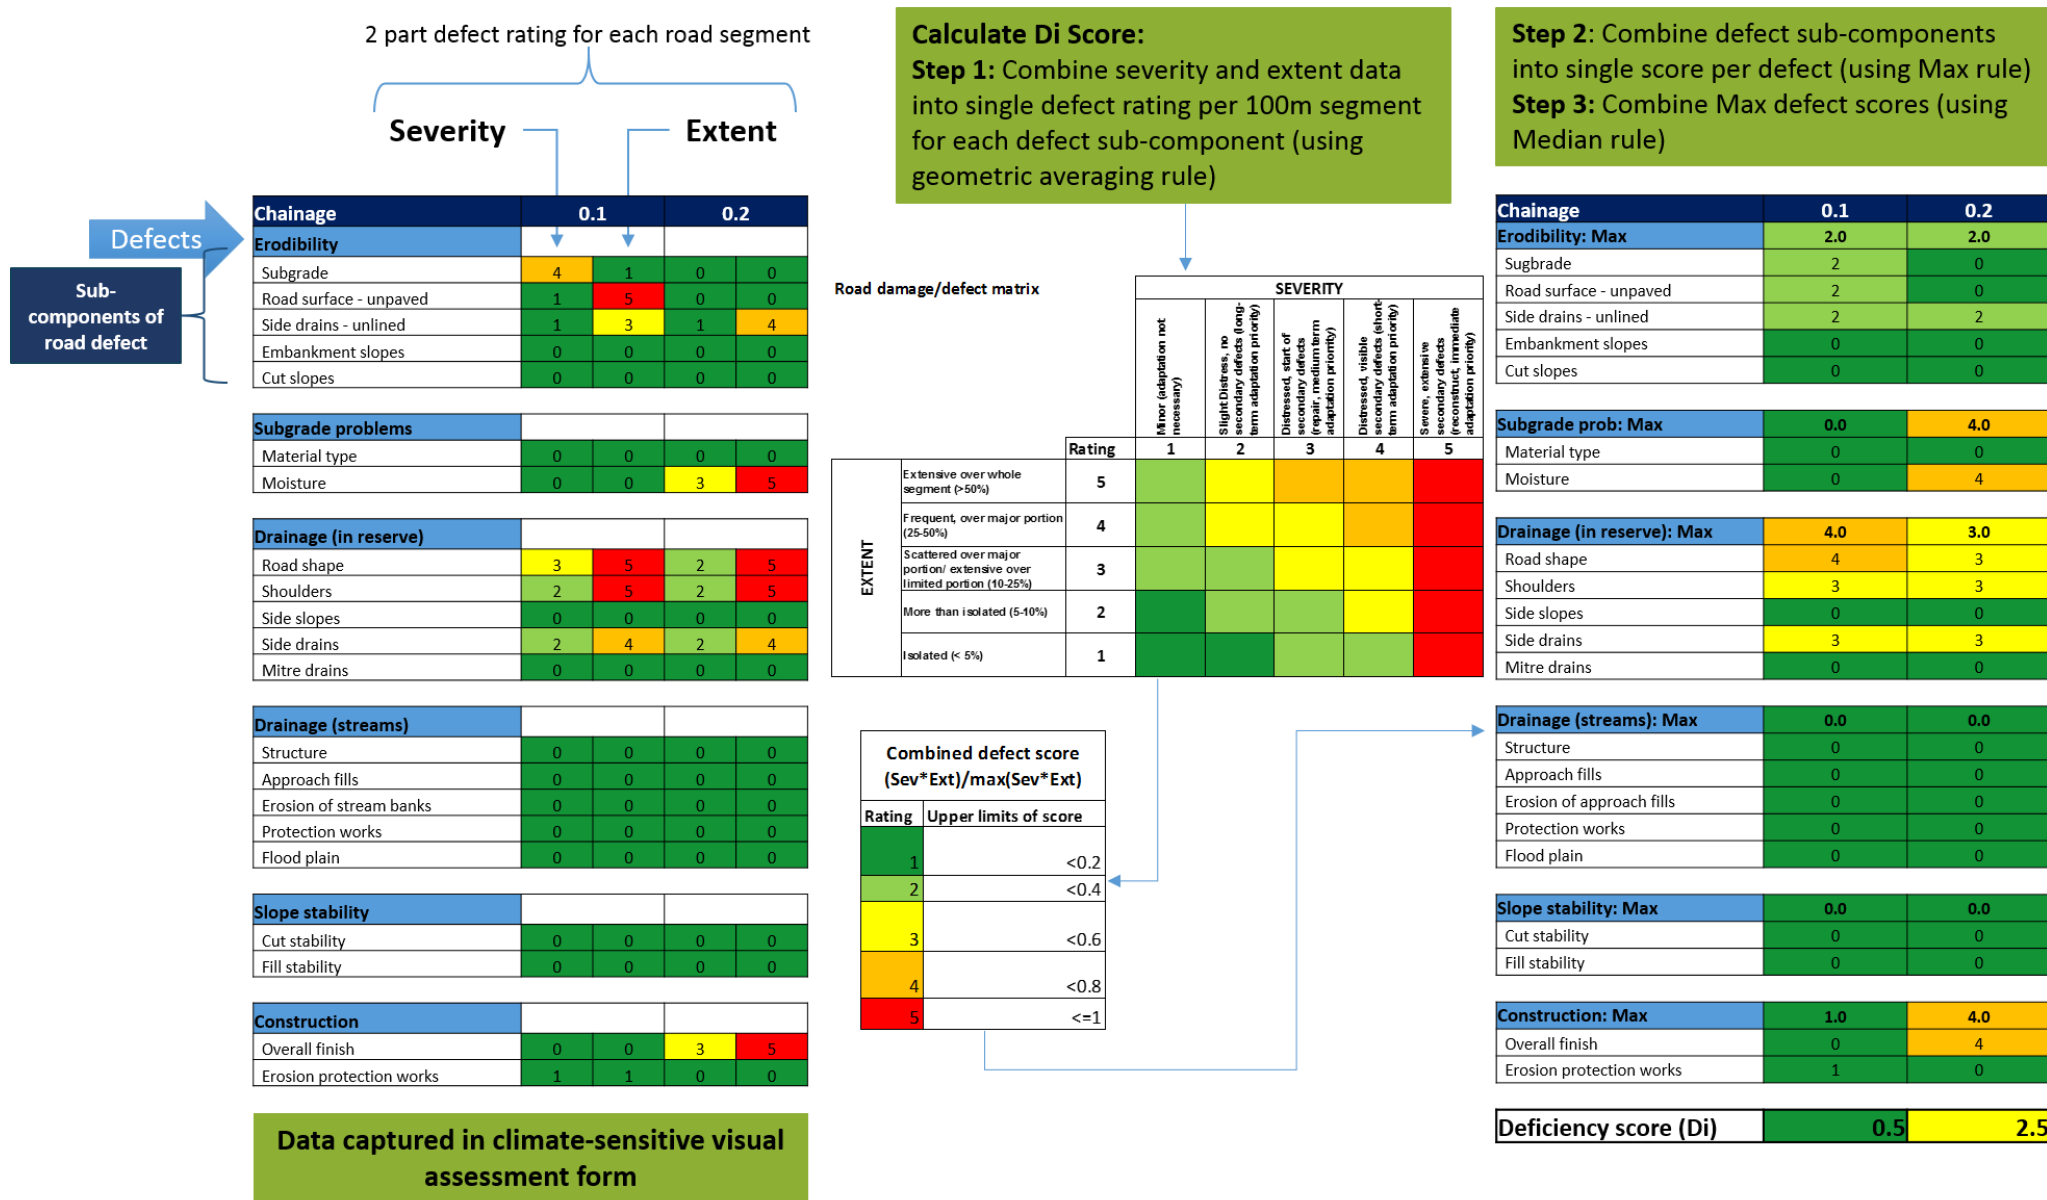 2 part defect rating for each road segment
Severity
Extent
Defects
Sub-
components of
road defect
Chainage 0.1 0.2
Erodibility
Subgrade 4 1 0 0
Road surface - unpaved 1 5 0 0
Side drains - unlined 1 3 1 4
Embankment slopes 0 0 0 0
Cut slopes 0 0 0 0
Subgrade problems
Material type 0 0 0 0
Moisture 0 0 3 5
Drainage (in reserve)
Road shape 3 5 2 5
Shoulders 2 5 2 5
Side slopes 0 0 0 0
Side drains 2 4 2 4
Mitre drains 0 0 0 0
Drainage (streams)
Structure 0 0 0 0
Approach fills 0 0 0 0
Erosion of stream banks 0 0 0 0
Protection works 0 0 0 0
Flood plain 0 0 0 0
Slope stability
Cut stability 0 0 0 0
Fill stability 0 0 0 0
Construction
Overall finish 0 0 3 5
Erosion protection works 1 1 0 0
Data captured in climate-sensitive visual
assessment form
Calculate Di Score:
Step 1: Combine severity and extent data
into single defect rating per 100m segment
for each defect sub-component (using
geometric averaging rule)
Road damage/defect matrix
SEVERITY
Minor (adaptation not
necessary)
Slight Distress, no
secondary defects (long-
term adaptation priority)
Distressed, start of
secondary defects
(repair, medium term
adaptation priorirtity)
Distressed, visible
secondary defects (short-
term adaptation priority)
Severe, extensive
secondary defects
(reconstruct, immediate
adaptation priority)
Rating 1 2 3 4 5
EXTENT
Extensive over whole
segment (>50%)
5
Frequent, over major portion
(25-50%)
4
Scattered over major
portion/ extensive over
limited portion (10-25%)
3
More than isolated (5-10%) 2
Isolated (< 5%) 1
Combined defect score
(Sev*Ext)/max(Sev*Ext)
Rating Upper limits of score
1 <0.2
2 <0.4
3 <0.6
4 <0.8
5 <=1
Step 2: Combine defect sub-components
into single score per defect (using Max rule)
Step 3: Combine Max defect scores (using
Median rule)
Chainage 0.1 0.2
Erodibility: Max 2.0 2.0
Sugbrade 2 0
Road surface - unpaved 2 0
Side drains - unlined 2 2
Embankment slopes 0 0
Cut slopes 0 0
Subgrade prob: Max 0.0 4.0
Material type 0 0
Moisture 0 4
Drainage (in reserve): Max 4.0 3.0
Road shape 4 3
Shoulders 3 3
Side slopes 0 0
Side drains 3 3
Mitre drains 0 0
Drainage (streams): Max 0.0 0.0
Structure 0 0
Approach fills 0 0
Erosion of approach fills 0 0
Protection works 0 0
Flood plain 0 0
Slope stability: Max 0.0 0.0
Cut stability 0 0
Fill stability 0 0
Construction: Max 1.0 4.0
Overall finish 0 4
Erosion protection works 1 0
Deficiency score (Di) 0.5 2.5